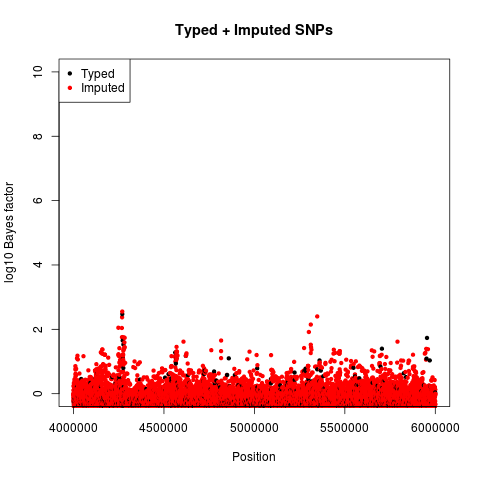 Typed + Imputed SNPs
Typed
Imputed
log10 Bayes factor
10
8
6
4
2
0
4000000 4500000 5000000 5500000 6000000
Position